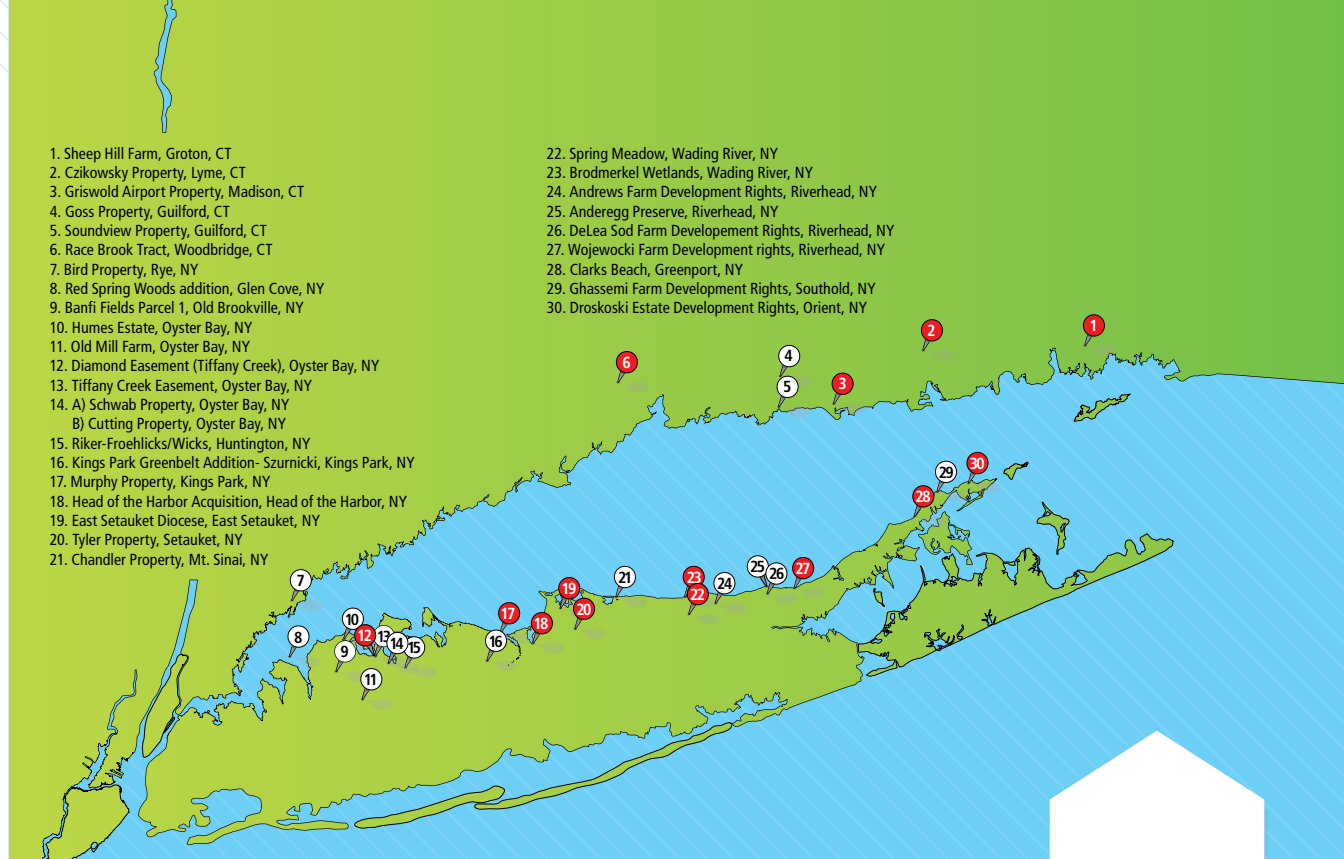 1. Sheep Hill Farm, Groton, CT
2. Czikowsky Property, Lyme, CT
3. Griswold Airport Property, Madison, CT
4. Goss Property, Guilford, CT
5. Soundview Property, Guilford, CT
6. Race Brook Tract, Woodbridge, CT
7. Bird Property, Rye, NY
8. Red Spring Woods addition, Glen Cove, NY
9. Banfi Fields Parcel 1, Old Brookville, NY
10. Humes Estate, Oyster Bay, NY
11. Old Mill Farm, Oyster Bay, NY
12. Diamond Easement (Tiffany Creek), Oyster Bay, NY
13. Tiffany Creek Easement, Oyster Bay, NY
14. A) Schwab Property, Oyster Bay, NY
B) Cutting Property, Oyster Bay, NY
15. Riker-Froehlicks/Wicks, Huntington, NY
16. Kings Park Greenbelt Addition- Szurnicki, Kings Park, NY
17. Murphy Property, Kings Park, NY
18. Head of the Harbor Acquisition, Head of the Harbor, NY
19. East Setauket Diocese, East Setauket, NY
20. Tyler Property, Setauket, NY
21. Chandler Property, Mt. Sinai, NY
22. Spring Meadow, Wading River, NY
23. Brodmerkel Wetlands, Wading River, NY
24. Andrews Farm Development Rights, Riverhead, NY
25. Anderegg Preserve, Riverhead, NY
26. DeLea Sod Farm Developement Rights, Riverhead, NY
27. Wojewocki Farm Development rights, Riverhead, NY
28. Clarks Beach, Greenport, NY
29. Ghassemi Farm Development Rights, Southold, NY
30. Droskoski Estate Development Rights, Orient, NY
1
2
4
6
3
5
30
29
28
25
27
26
23
21
7
24
19
22
20
17
10
18
12
13
8
16
14
15
9
11